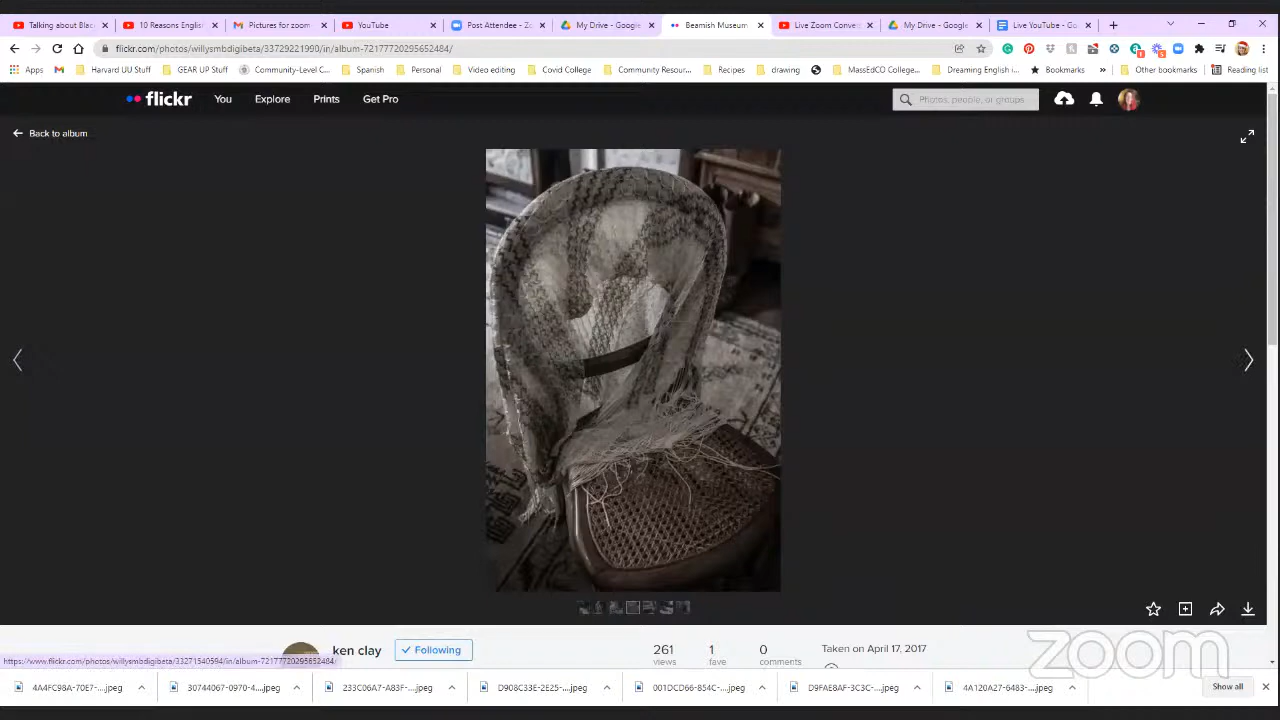 Talking about Blac
10 Reasons Englis
Pictures for zoom
YouTube
Post Attendee - Zo
My Drive - Google
Beamish Museum
Live Zoom Conver
My Drive - Google
Live YouTube - Go
flickr.com/photos/willysmbdigibeta/33729221990/in/album-72177720295652484/
Apps
Harvard UU Stuff
GEAR UP Stuff
Community-Level C...
Spanish
Personal
Video editing
Covid College
Community Resour...
Recipes
drawing
MassEdCO College...
Dreaming English i...
Bookmarks
»
Other bookmarks
Reading list
flickr
You
Explore
Prints
Get Pro
Photos, people, or groups
Back to album
ken clay
Following
261
views
1
fave
0
comments
Taken on April 17, 2017
https://www.flickr.com/photos/willysmbdigibeta/33271540594/in/album-72177720295652484
zoom
4A4FC98A-70E7-....jpeg
30744067-0970-4....jpeg
233C06A7-A83F-....jpeg
D908C33E-2E25-....jpeg
001DCD66-854C-....jpeg
D9FAE8AF-3C3C-....jpeg
4A120A27-6483-....jpeg
Show all